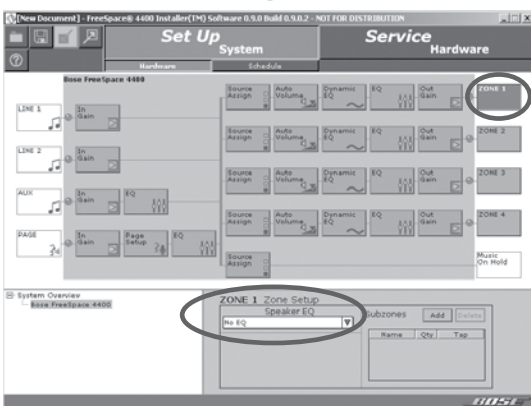 [New Document] - FreeSpace® 4400 Installer(TM) Software 0.9.0 Build 0.9.0.2 - NOT FOR DISTRIBUTION
Set Up
System
Service
Hardware
Hardware
Schedule
Bose FreeSpace 4400
Source Assign
Auto Volume
Dynamic EQ
EQ
Out Gain
ZONE 1
LINE 1
In Gain
Source Assign
Auto Volume
Dynamic EQ
EQ
Out Gain
ZONE 2
LINE 2
In Gain
Source Assign
Auto Volume
Dynamic EQ
EQ
Out Gain
ZONE 3
AUX
In Gain
EQ
Source Assign
Auto Volume
Dynamic EQ
EQ
Out Gain
ZONE 4
PAGE
In Gain
Page Setup
EQ
Source Assign
Music On Hold
System Overview
Bose FreeSpace 4400
ZONE 1 Zone Setup
Speaker EQ
No EQ
Subzones
Add
Delete
Name
Qty
Tap
BOSE